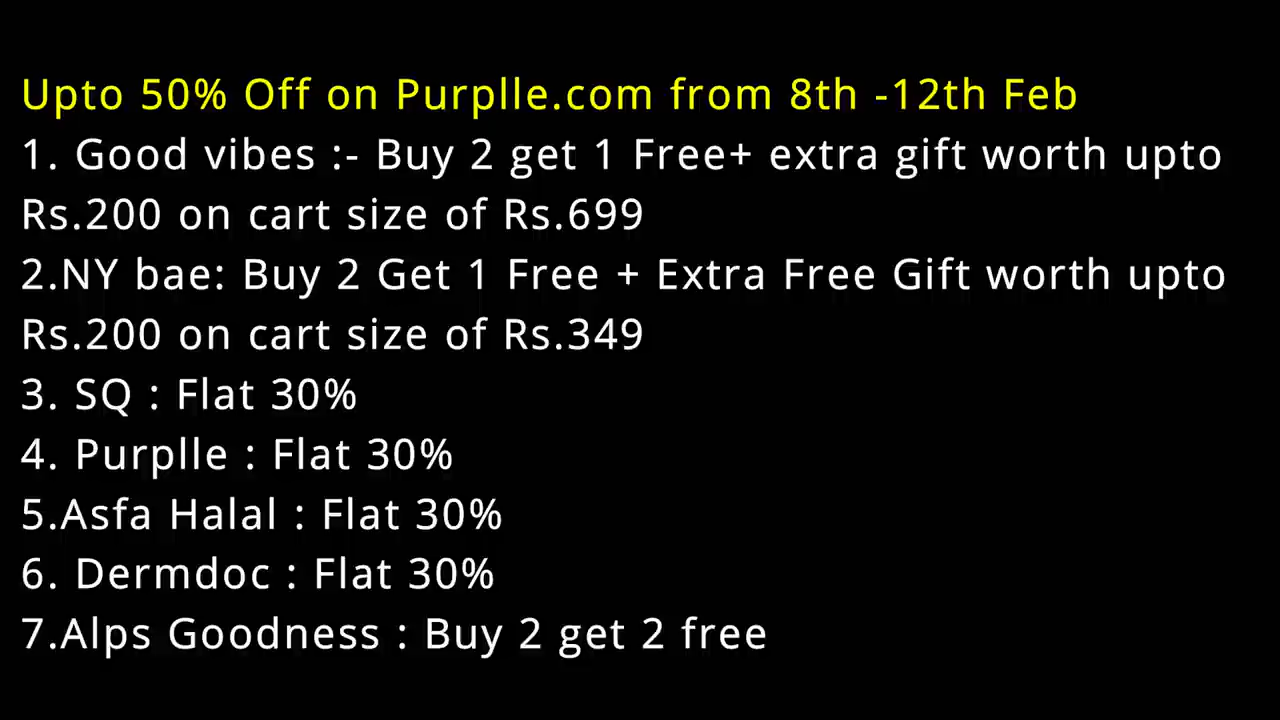 Upto 50% Off on Purplle.com from 8th -12th Feb
1. Good vibes :- Buy 2 get 1 Free+ extra gift worth upto
Rs.200 on cart size of Rs.699
2.NY bae: Buy 2 Get 1 Free + Extra Free Gift worth upto
Rs.200 on cart size of Rs.349
3. SQ : Flat 30%
4. Purplle : Flat 30%
5.Asfa Halal : Flat 30%
6. Dermdoc : Flat 30%
7.Alps Goodness : Buy 2 get 2 free